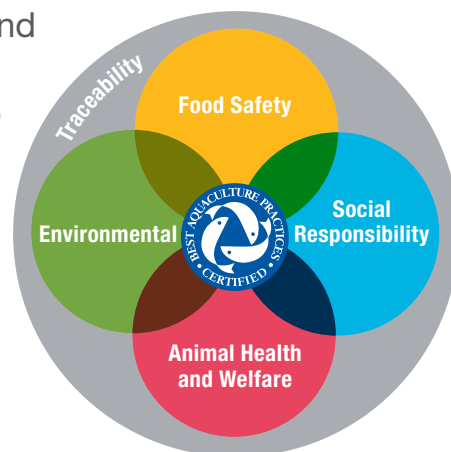 nd
Traceability
Food Safety
Environmental
BEST AQUACULTURE PRACTICES
• CERTIFIED •
Social
Responsibility
Animal Health
and Welfare